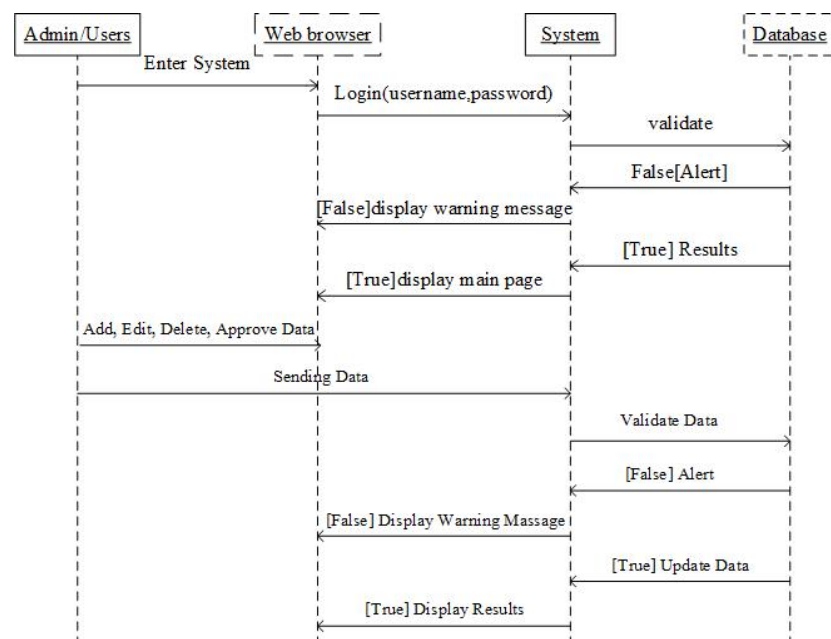 Admin/Users
Web browser
System
Database
Enter System
Login(username,password)
validate
False[Alert]
[False]display warning message
[True] Results
[True]display main page
Add, Edit, Delete, Approve Data
Sending Data
Validate Data
[False] Alert
[False] Display Warning Massage
[True] Update Data
[True] Display Results